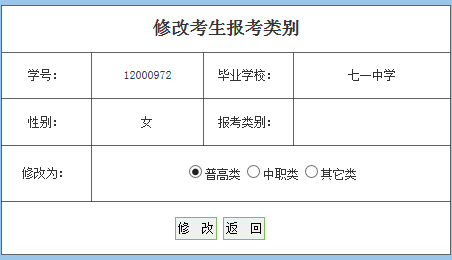 修改考生报考类别
学号： 12000972 毕业学校： 七一中学
性别： 女 报考类别：
修改为： 普高类 中职类 其它类
修 改 返 回